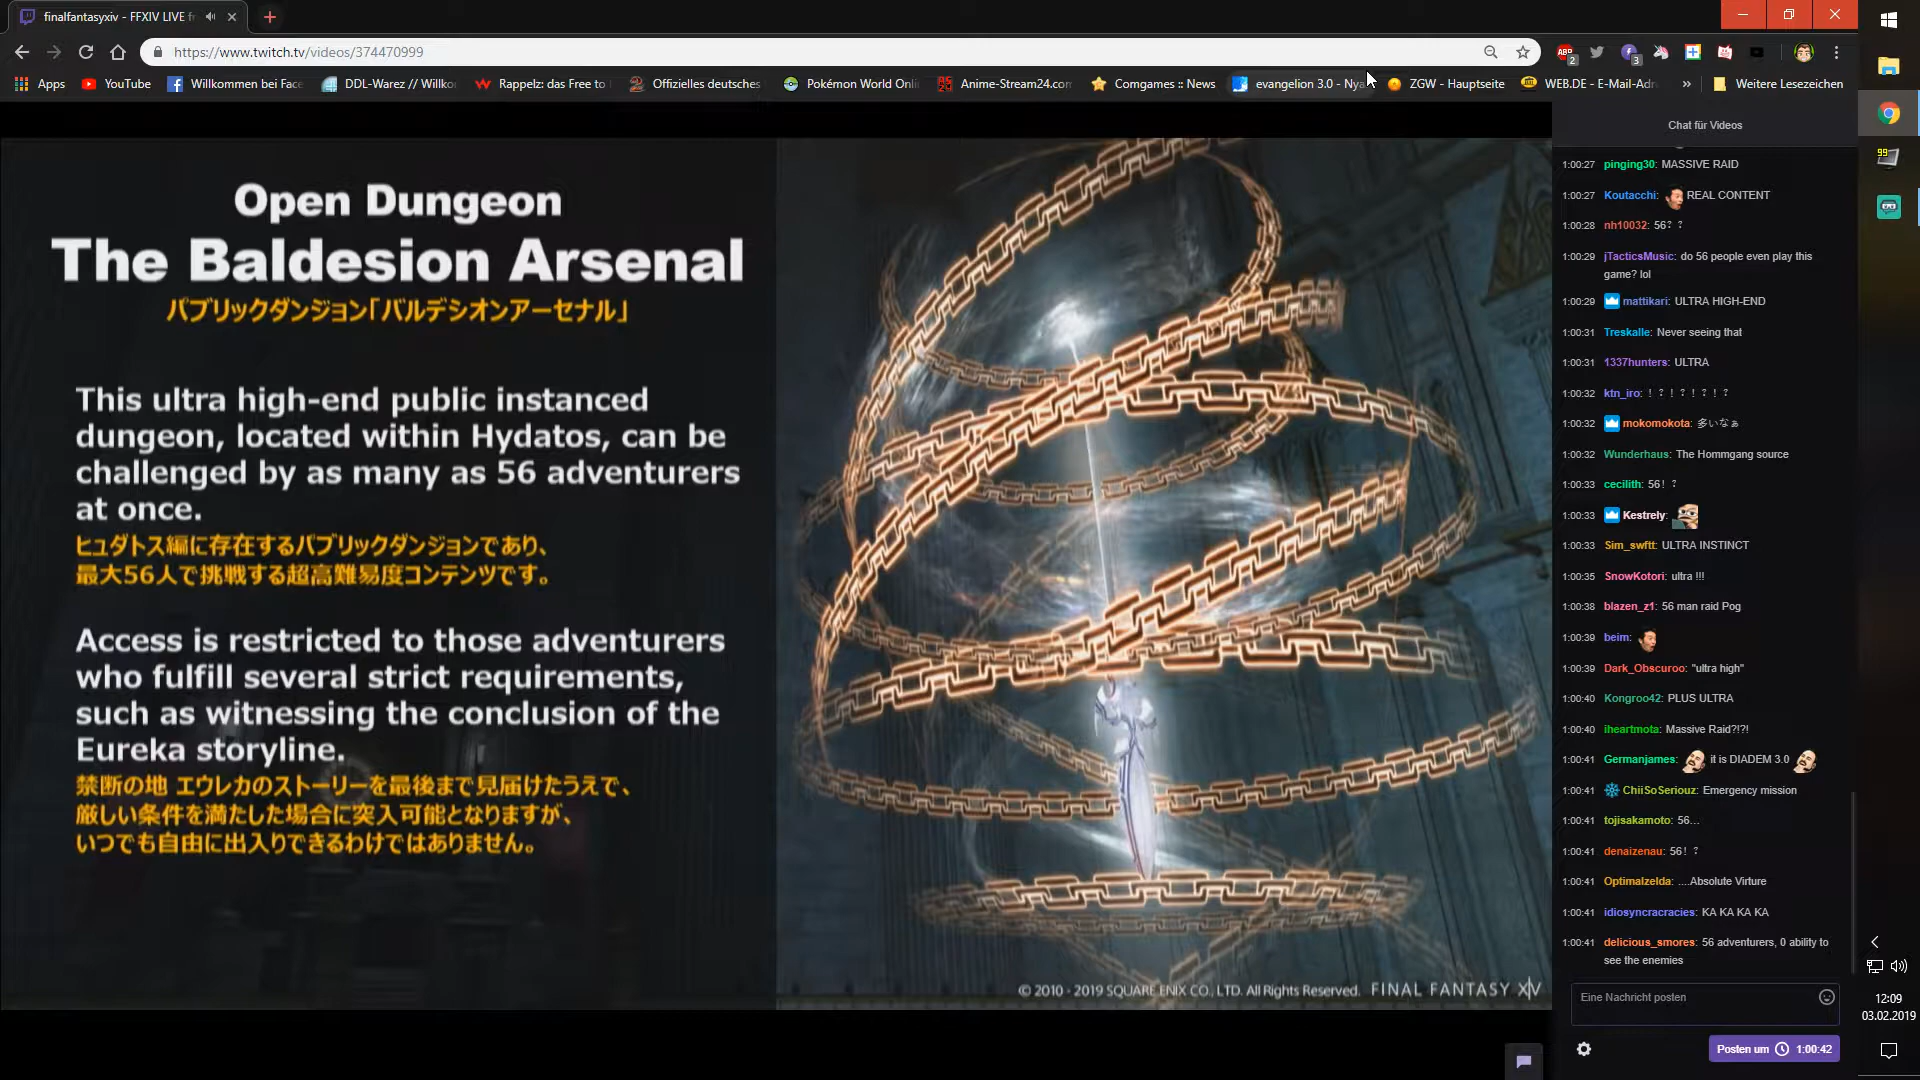 finalfantasyxiv - FFXIV LIVE fr
https://www.twitch.tv/videos/374470999
Apps
YouTube
Willkommen bei Face
DDL-Warez // Willko
Rappelz: das Free to
Offizielles deutsches
Pokémon World Onli
Anime-Stream24.com
Comgames :: News
evangelion 3.0 - Nya
ZGW - Hauptseite
WEB.DE - E-Mail-Adr
»
Weitere Lesezeichen
Open Dungeon
The Baldesion Arsenal
パブリックダンジョン「バルデシオンアーセナル」
This ultra high-end public instanced
dungeon, located within Hydatos, can be
challenged by as many as 56 adventurers
at once.
ヒュダトス編に存在するパブリックダンジョンであり、
最大56人で挑戦する超高難易度コンテンツです。
Access is restricted to those adventurers
who fulfill several strict requirements,
such as witnessing the conclusion of the
Eureka storyline.
禁断の地 エウレカのストーリーを最後まで見届けたうえで、
厳しい条件を満たした場合に突入可能となりますが、
いつでも自由に出入りできるわけではありません。
© 2010 - 2019 SQUARE ENIX CO., LTD. All Rights Reserved. FINAL FANTASY XIV
Chat für Videos
1:00:27 pinging30: MASSIVE RAID
1:00:27 Koutacchi: REAL CONTENT
1:00:28 nh10032: 56？？
1:00:29 jTacticsMusic: do 56 people even play this
game? lol
1:00:29 mattikari: ULTRA HIGH-END
1:00:31 Treskalle: Never seeing that
1:00:31 1337hunters: ULTRA
1:00:32 ktn_iro: ！？！？！？！？
1:00:32 mokomokota: 多いなぁ
1:00:32 Wunderhaus: The Hommgang source
1:00:33 cecilith: 56！？
1:00:33 Kestrely:
1:00:33 Sim_swftt: ULTRA INSTINCT
1:00:35 SnowKotori: ultra !!!
1:00:38 blazen_z1: 56 man raid Pog
1:00:39 beim:
1:00:39 Dark_Obscuroo: "ultra high"
1:00:40 Kongroo42: PLUS ULTRA
1:00:40 iheartmota: Massive Raid?!?!
1:00:41 Germanjames: it is DIADEM 3.0
1:00:41 ChiiSoSeriouz: Emergency mission
1:00:41 tojisakamoto: 56...
1:00:41 denaizenau: 56！？
1:00:41 Optimalzelda: ....Absolute Virture
1:00:41 idiosyncracracies: KA KA KA KA
1:00:41 delicious_smores: 56 adventurers, 0 ability to
see the enemies
Eine Nachricht posten
Posten um 1:00:42
ABP
2
3
99
12:09
03.02.2019